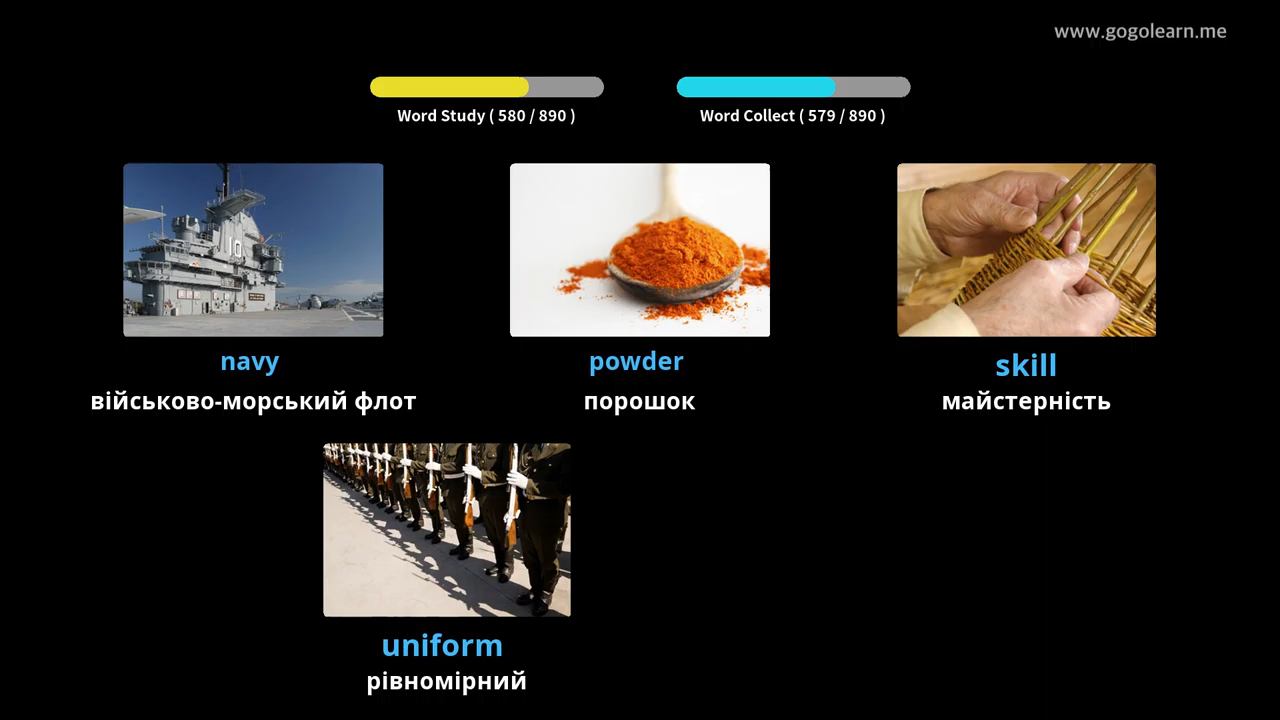 www.gogolearn.me
Word Study ( 580 / 890 )
Word Collect ( 579 / 890 )
10
navy
powder
skill
військово-морський флот
порошок
майстерність
uniform
рівномірний